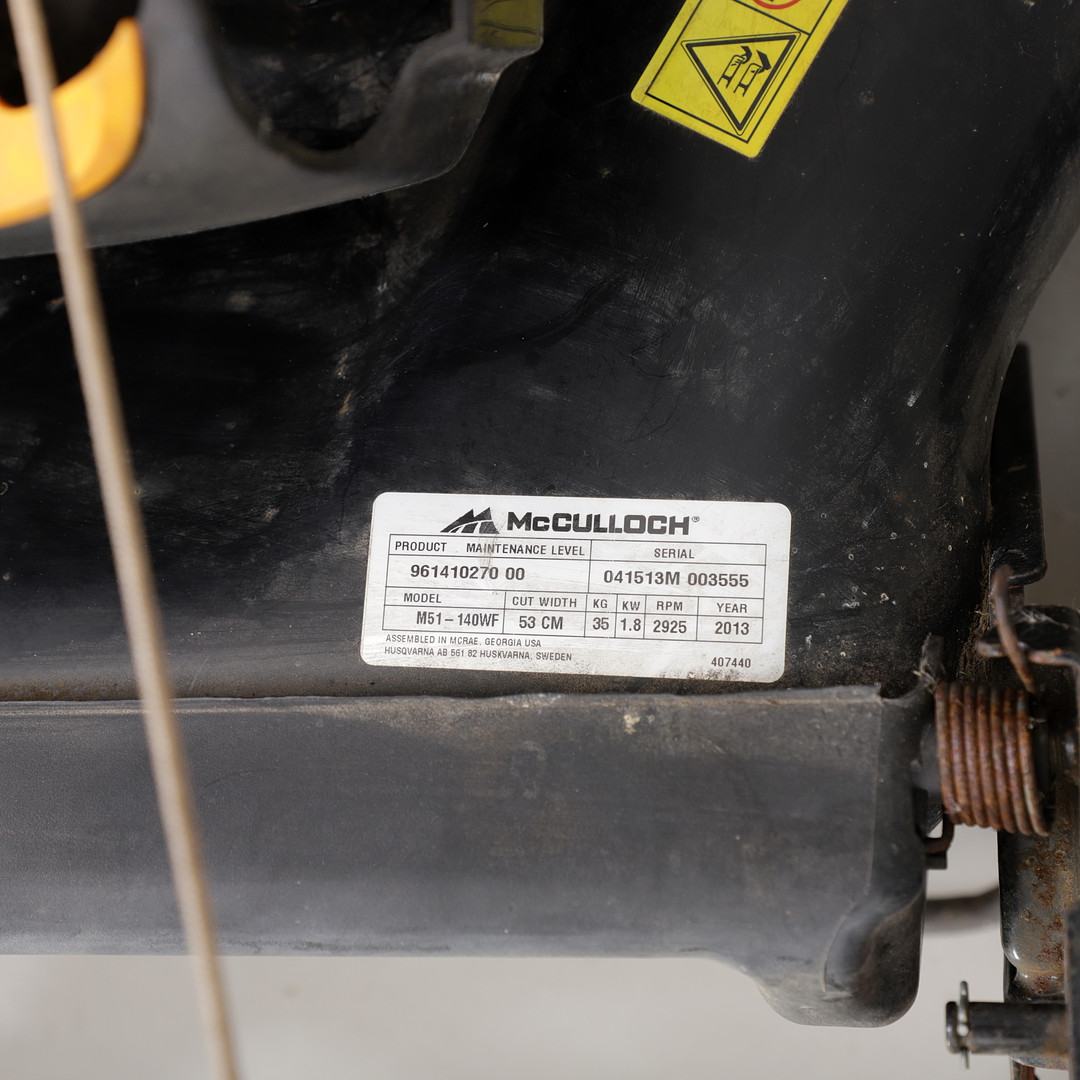 McCULLOCH®
PRODUCT MAINTENANCE LEVEL SERIAL
961410270 00 041513M 003555
MODEL CUT WIDTH KG KW RPM YEAR
M51-140WF 53 CM 35 1.8 2925 2013
ASSEMBLED IN MCRAE, GEORGIA USA
HUSQVARNA AB 561 82 HUSKVARNA, SWEDEN
407440